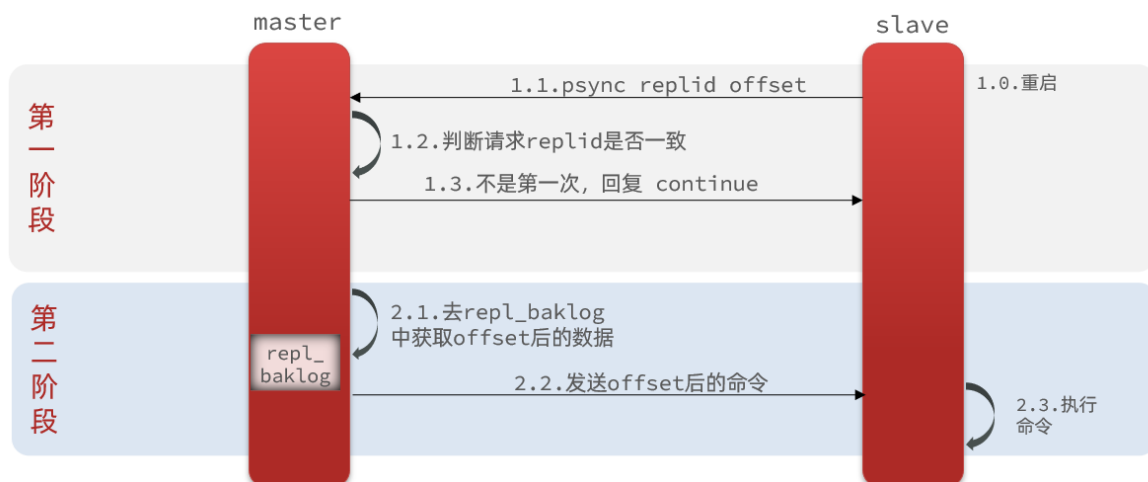 master
slave
1.0.重启
1.1.psync replid offset
第一阶段
1.2.判断请求replid是否一致
1.3.不是第一次，回复 continue
第二阶段
2.1.去repl_baklog
中获取offset后的数据
repl_
baklog
2.2.发送offset后的命令
2.3.执行
命令